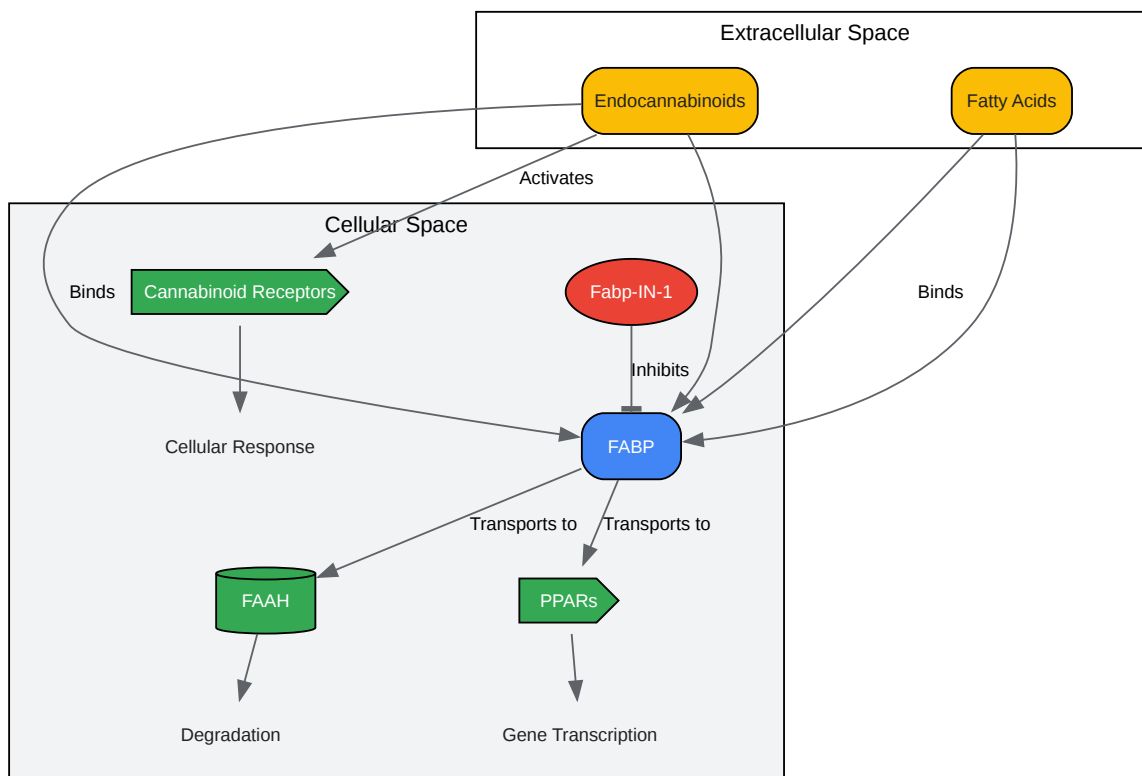 Extracellular Space
Endocannabinoids
Fatty Acids
Activates
Cellular Space
Binds
Cannabinoid Receptors
Fabp-IN-1
Binds
Inhibits
Cellular Response
FABP
Transports to
Transports to
FAAH
PPARs
Degradation
Gene Transcription